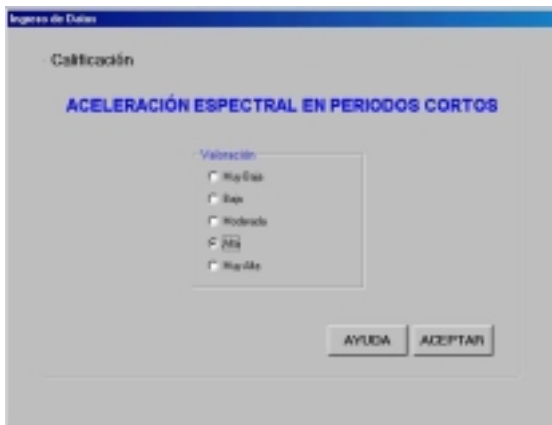 Ingreso de Datos
Calificación
ACELERACIÓN ESPECTRAL EN PERIODOS CORTOS
Valoración
Muy Baja
Baja
Moderada
Alta
Muy Alta
AYUDA
ACEPTAR